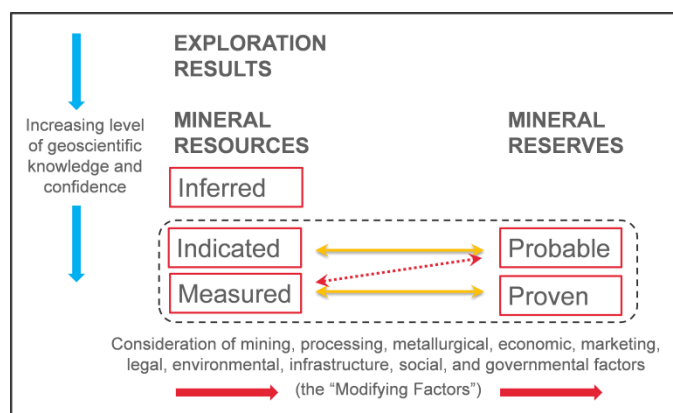 EXPLORATION
RESULTS
Increasing level
of geoscientific
knowledge and
confidence
MINERAL
RESOURCES
MINERAL
RESERVES
Inferred
Indicated
Probable
Measured
Proven
Consideration of mining, processing, metallurgical, economic, marketing,
legal, environmental, infrastructure, social, and governmental factors
(the “Modifying Factors”)